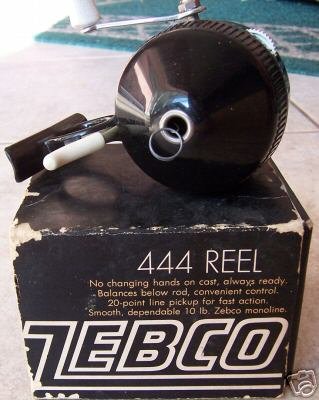 444 REEL
No changing hands on cast, always ready.
Balances below rod, convenient control.
20-point line pickup for fast action.
Smooth, dependable 10 lb. Zebco monoline.
ZEBCO